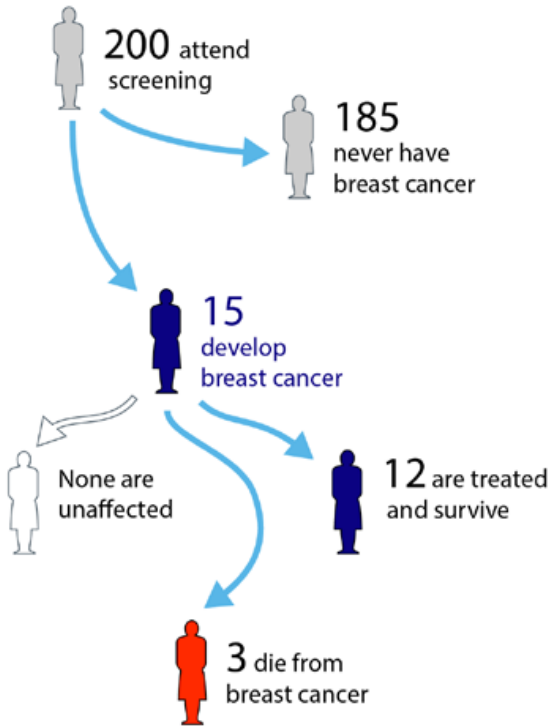 200 attend
screening
185
never have
breast cancer
15
develop
breast cancer
None are
unaffected
12 are treated
and survive
3 die from
breast cancer